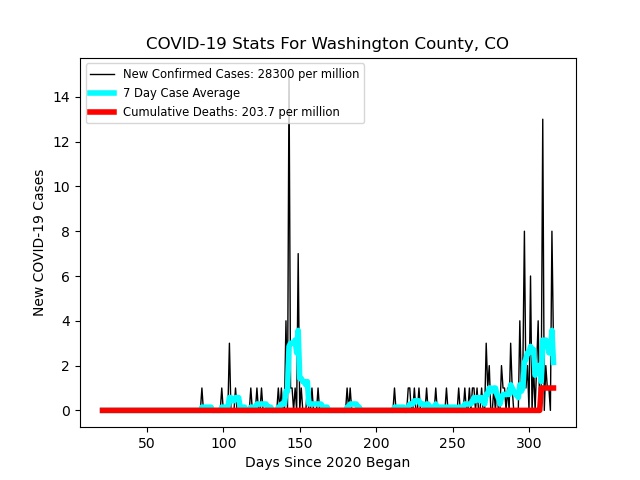 COVID-19 Stats For Washington County, CO
New Confirmed Cases: 28300 per million
7 Day Case Average
Cumulative Deaths: 203.7 per million
New COVID-19 Cases
14
12
10
8
6
4
2
0
50 100 150 200 250 300
Days Since 2020 Began